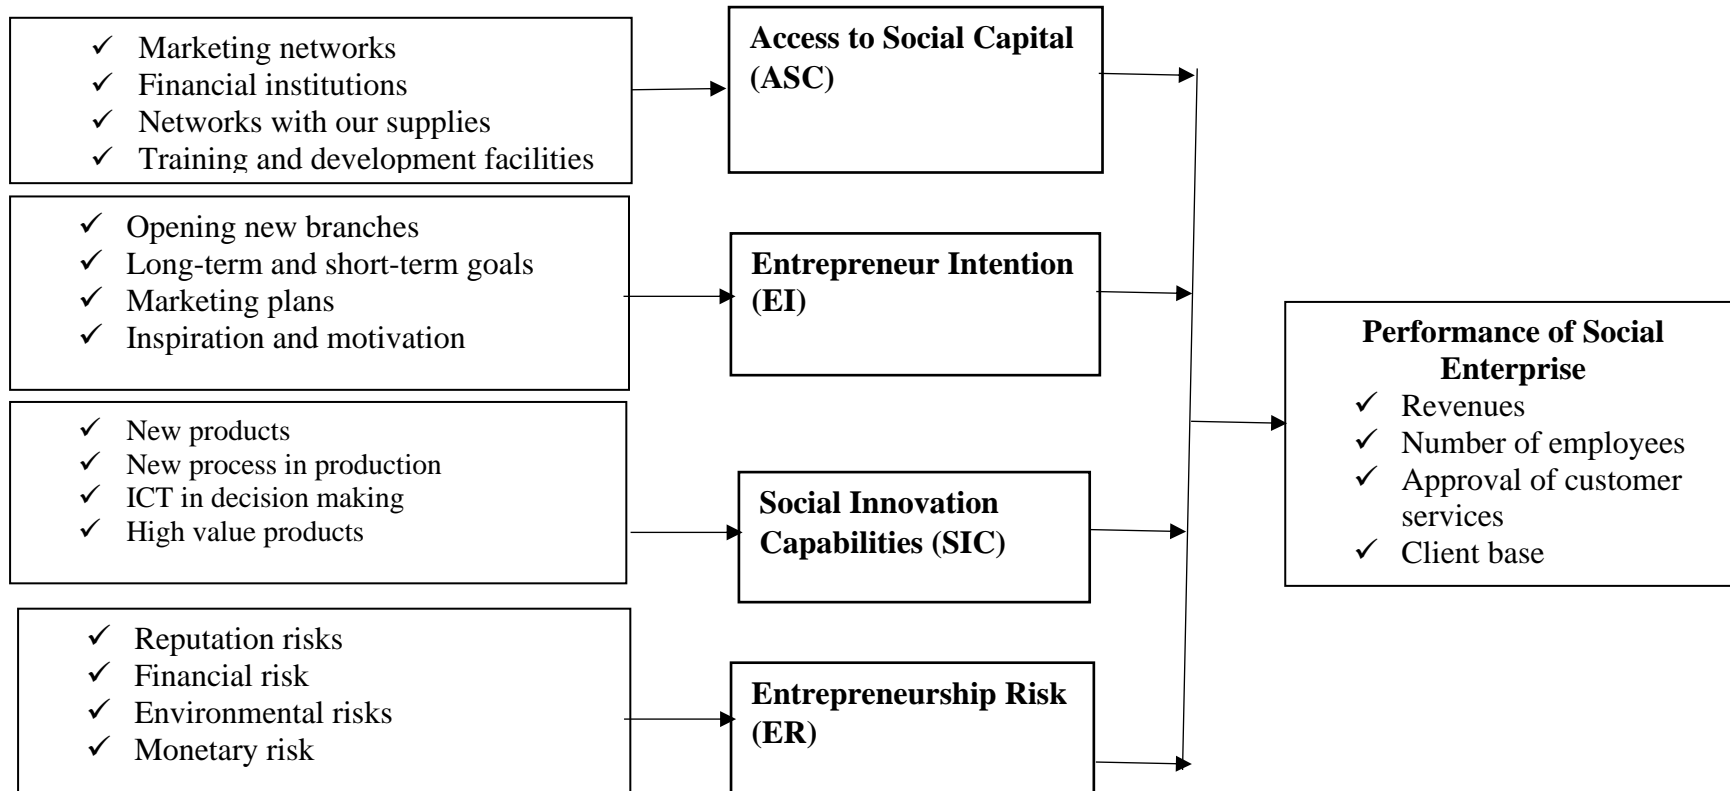 ✓ Marketing networks
✓ Financial institutions
✓ Networks with our supplies
✓ Training and development facilities
Access to Social Capital
(ASC)
✓ Opening new branches
✓ Long-term and short-term goals
✓ Marketing plans
✓ Inspiration and motivation
Entrepreneur Intention
(EI)
✓ New products
✓ New process in production
✓ ICT in decision making
✓ High value products
Social Innovation
Capabilities (SIC)
✓ Reputation risks
✓ Financial risk
✓ Environmental risks
✓ Monetary risk
Entrepreneurship Risk
(ER)
Performance of Social
Enterprise
✓ Revenues
✓ Number of employees
✓ Approval of customer
services
✓ Client base